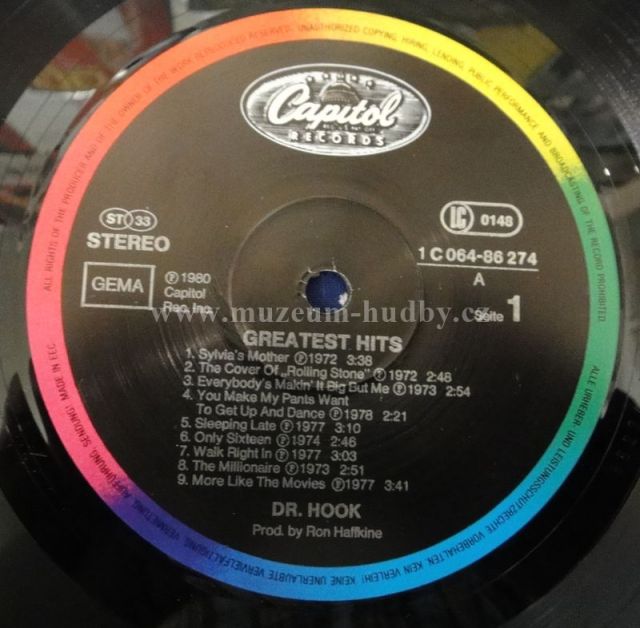 ALL RIGHTS OF THE PRODUCER AND OF THE OWNER OF THE WORK REPRODUCED RESERVED. UNAUTHORIZED COPYING, HIRING, LENDING, PUBLIC PERFORMANCE AND BROADCASTING OF THE RECORD PROHIBITED
Capitol
RECORDS
ST 33
STEREO
LC 0148
1 C 064-86 274
A
Seite 1
GEMA
Ⓟ 1980
Capitol
Rec. Inc.
www.muzeum-hudby.cz
GREATEST HITS
1. Sylvia's Mother Ⓟ 1972 3:38
2. The Cover Of „Rolling Stone" Ⓟ 1972 2:48
3. Everybody's Makin' It Big But Me Ⓟ 1973 2:54
4. You Make My Pants Want
To Get Up And Dance Ⓟ 1978 2:21
5. Sleeping Late Ⓟ 1977 3:10
6. Only Sixteen Ⓟ 1974 2:46
7. Walk Right In Ⓟ 1977 3:03
8. The Millionaire Ⓟ 1973 2:51
9. More Like The Movies Ⓟ 1977 3:41
DR. HOOK
Prod. by Ron Haffkine
ALLE URHEBER- UND LEISTUNGSSCHUTZRECHTE VORBEHALTEN. KEIN VERLEIH! KEINE UNERLAUBTE VERVIELFÄLTIGUNG, VERMIETUNG, AUFFÜHRUNG, SENDUNG! MADE IN EEC